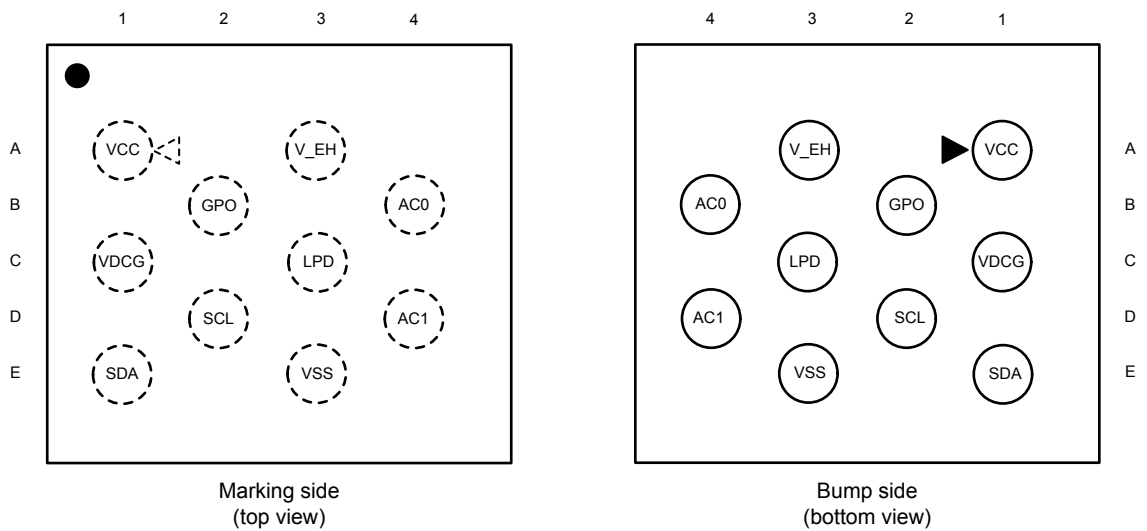 1 2 3 4 4 3 2 1
A VCC V_EH V_EH VCC A
B GPO AC0 AC0 GPO B
C VDCG LPD LPD VDCG C
D SCL AC1 AC1 SCL D
E SDA VSS VSS SDA E
Marking side Bump side
(top view) (bottom view)